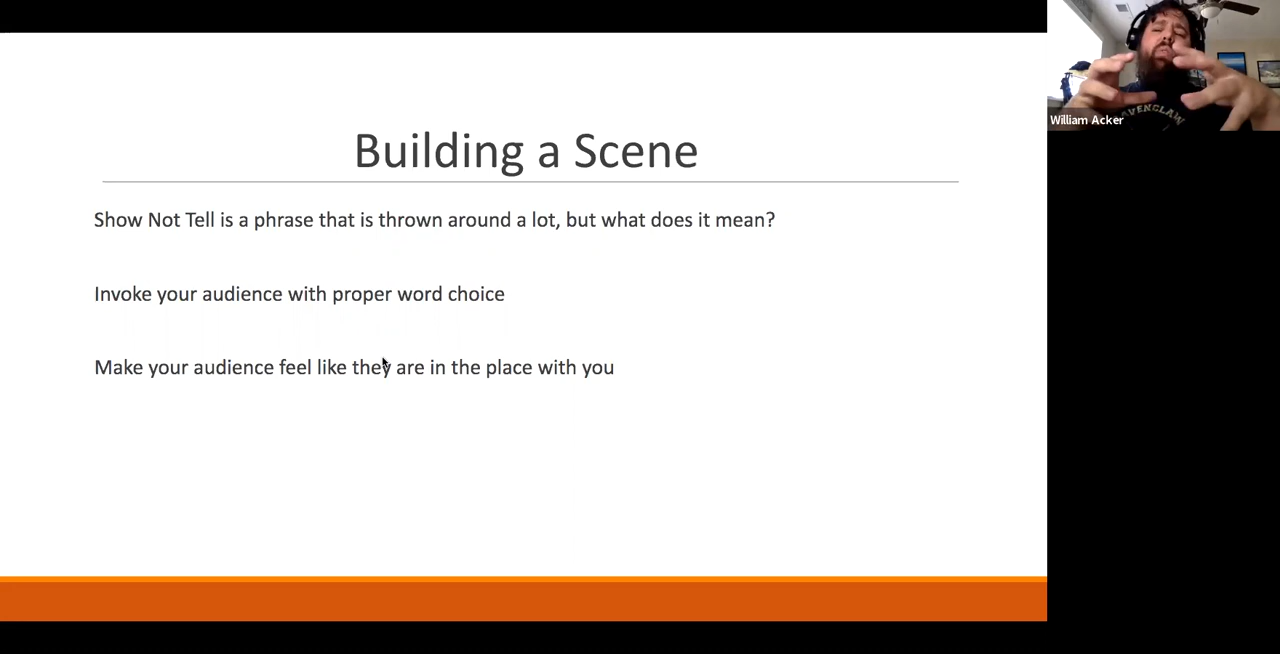 Building a Scene
Show Not Tell is a phrase that is thrown around a lot, but what does it mean?
Invoke your audience with proper word choice
Make your audience feel like they are in the place with you
William Acker